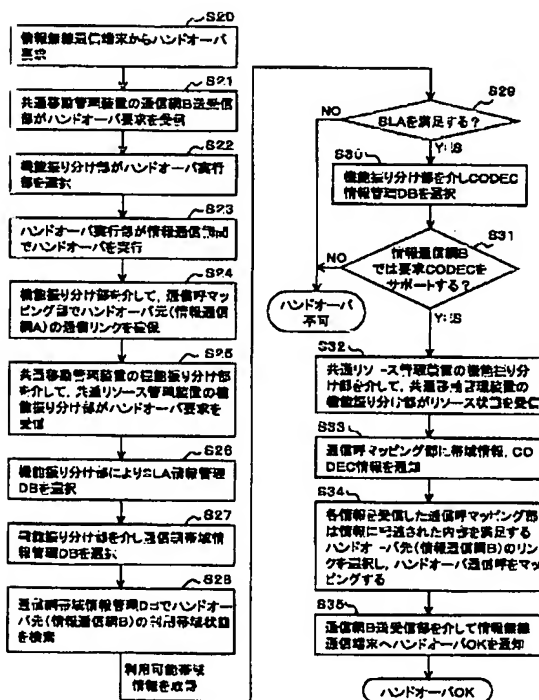 S20
情報無線通信端末からハンドオーバ
要求
S21
共通移動管理装置の通信網B送受信
部がハンドオーバ要求を受信
S22
機能振り分け部がハンドオーバ実行
部を選択
S23
ハンドオーバ実行部が情報通信網間
でハンドオーバを実行
S24
機能振り分け部を介して，通信呼マッ
ピング部でハンドオーバ元(情報通信
網A)の通信リンクを確保
S25
共通移動管理装置の機能振り分け部
を介して，共通リソース管理装置の機
能振り分け部がハンドオーバ要求を
受信
S26
機能振り分け部によりSLA情報管理
DBを選択
S27
機能振り分け部を介し通信網帯域情
報管理DBを選択
S28
通信網帯域情報管理DBでハンドオー
バ先(情報通信網B)の利用帯域状態
を検索
利用可能帯域
情報を取得
S29
SLAを満足する？
NO
YES
S30
機能振り分け部を介しCODEC
情報管理DBを選択
S31
情報通信網B
では要求CODECを
サポートする？
NO
YES
ハンドオーバ
不可
S32
共通リソース管理装置の機能振り分
け部を介して，共通移動管理装置の
機能振り分け部がリソース状態を受信
S33
通信呼マッピング部に帯域情報，CO
DEC情報を通知
S34
各情報を受信した通信呼マッピング部
は情報に記述された内容を満足する
ハンドオーバ先(情報通信網B)のリン
クを選択し，ハンドオーバ通信呼をマッ
ピングする
S35
通信網B送受信部を介して情報無線
通信端末へハンドオーバOKを通知
ハンドオーバOK